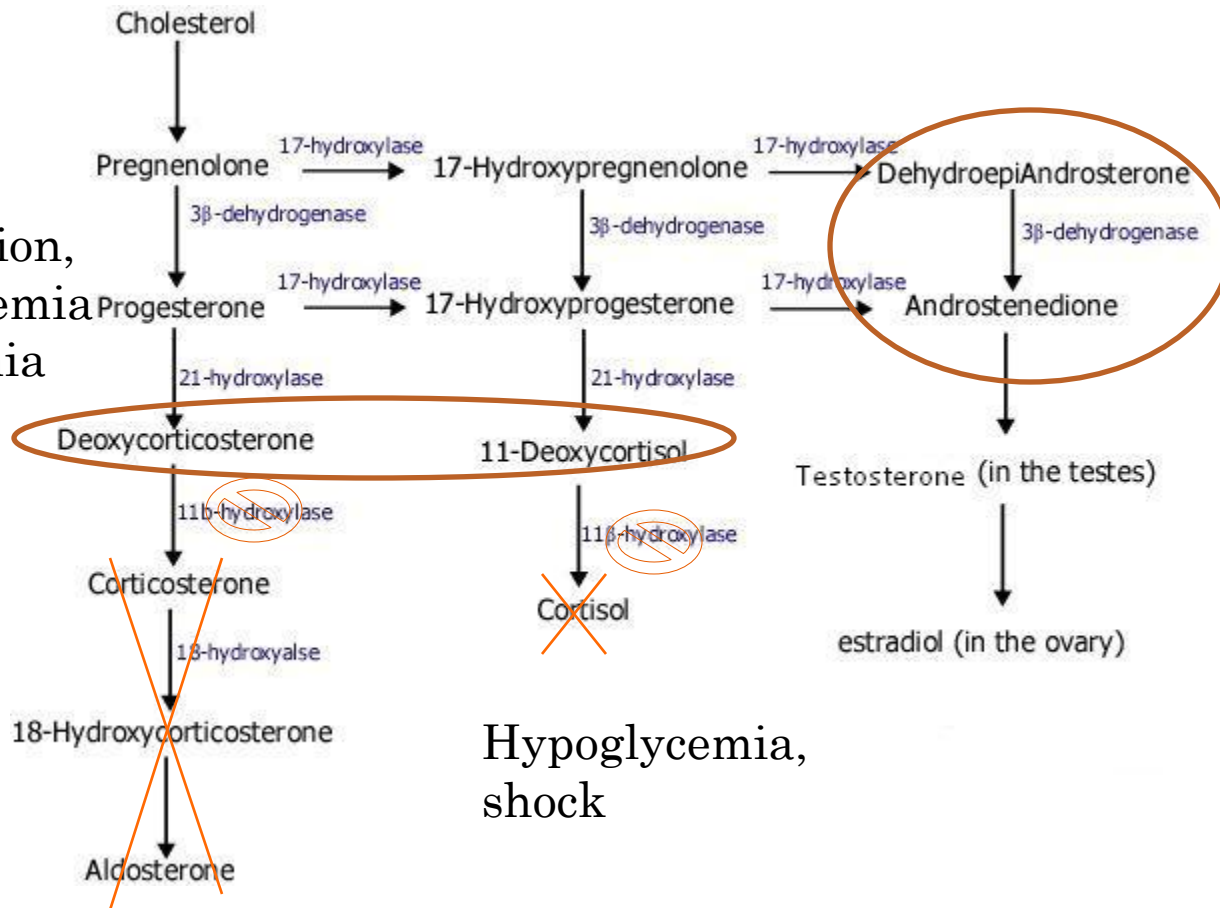 Cholesterol
17-hydroxylase 17-hydroxylase
Pregnenolone 17-Hydroxypregnenolone DehydroepiAndrosterone
3β-dehydrogenase 3β-dehydrogenase 3β-dehydrogenase
ion,
emia
ia
17-hydroxylase 17-hydroxylase
Progesterone 17-Hydroxyprogesterone Androstenedione
21-hydroxylase 21-hydroxylase
Deoxycorticosterone 11-Deoxycortisol
Testosterone (in the testes)
11b-hydroxylase 11β-hydroxylase
Corticosterone Cortisol
18-hydroxyalse estradiol (in the ovary)
18-Hydroxycorticosterone
Hypoglycemia,
shock
Aldosterone